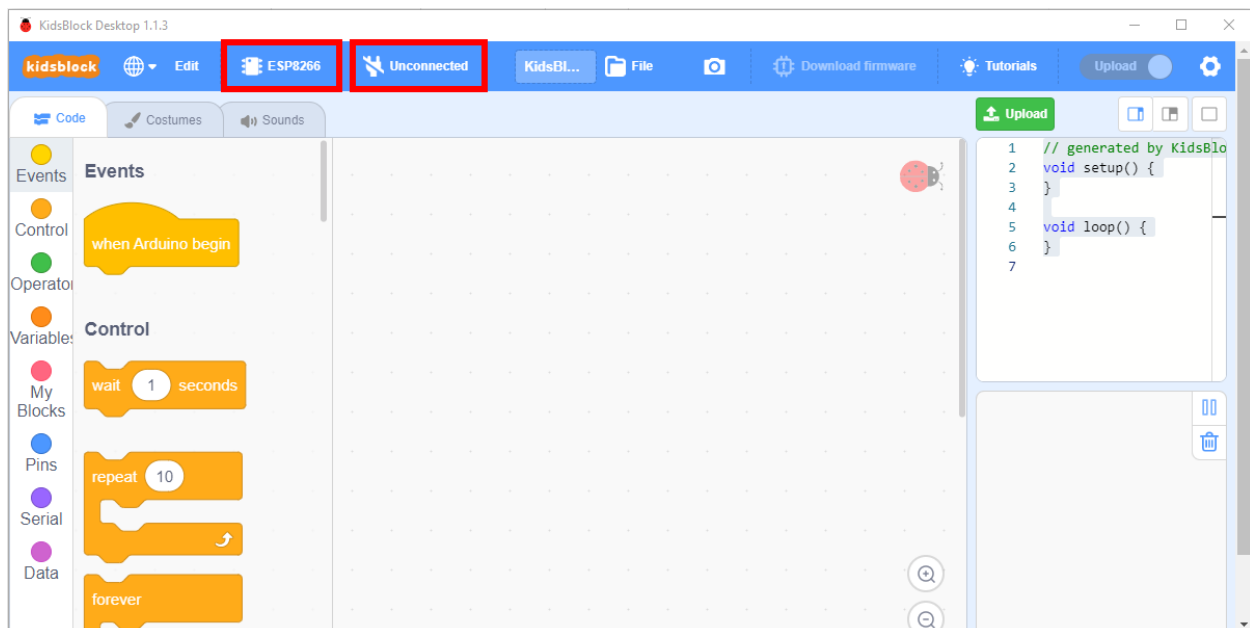 KidsBlock Desktop 1.1.3
kidsblock Edit ESP8266 Unconnected KidsBl... File Download firmware Tutorials Upload
Code Costumes Sounds Upload
Events
Control
Operator
Variables
My
Blocks
Pins
Serial
Data
Events
when Arduino begin
Control
wait 1 seconds
repeat 10
forever
1 // generated by KidsBlo
2 void setup() {
3 }
4
5 void loop() {
6 }
7